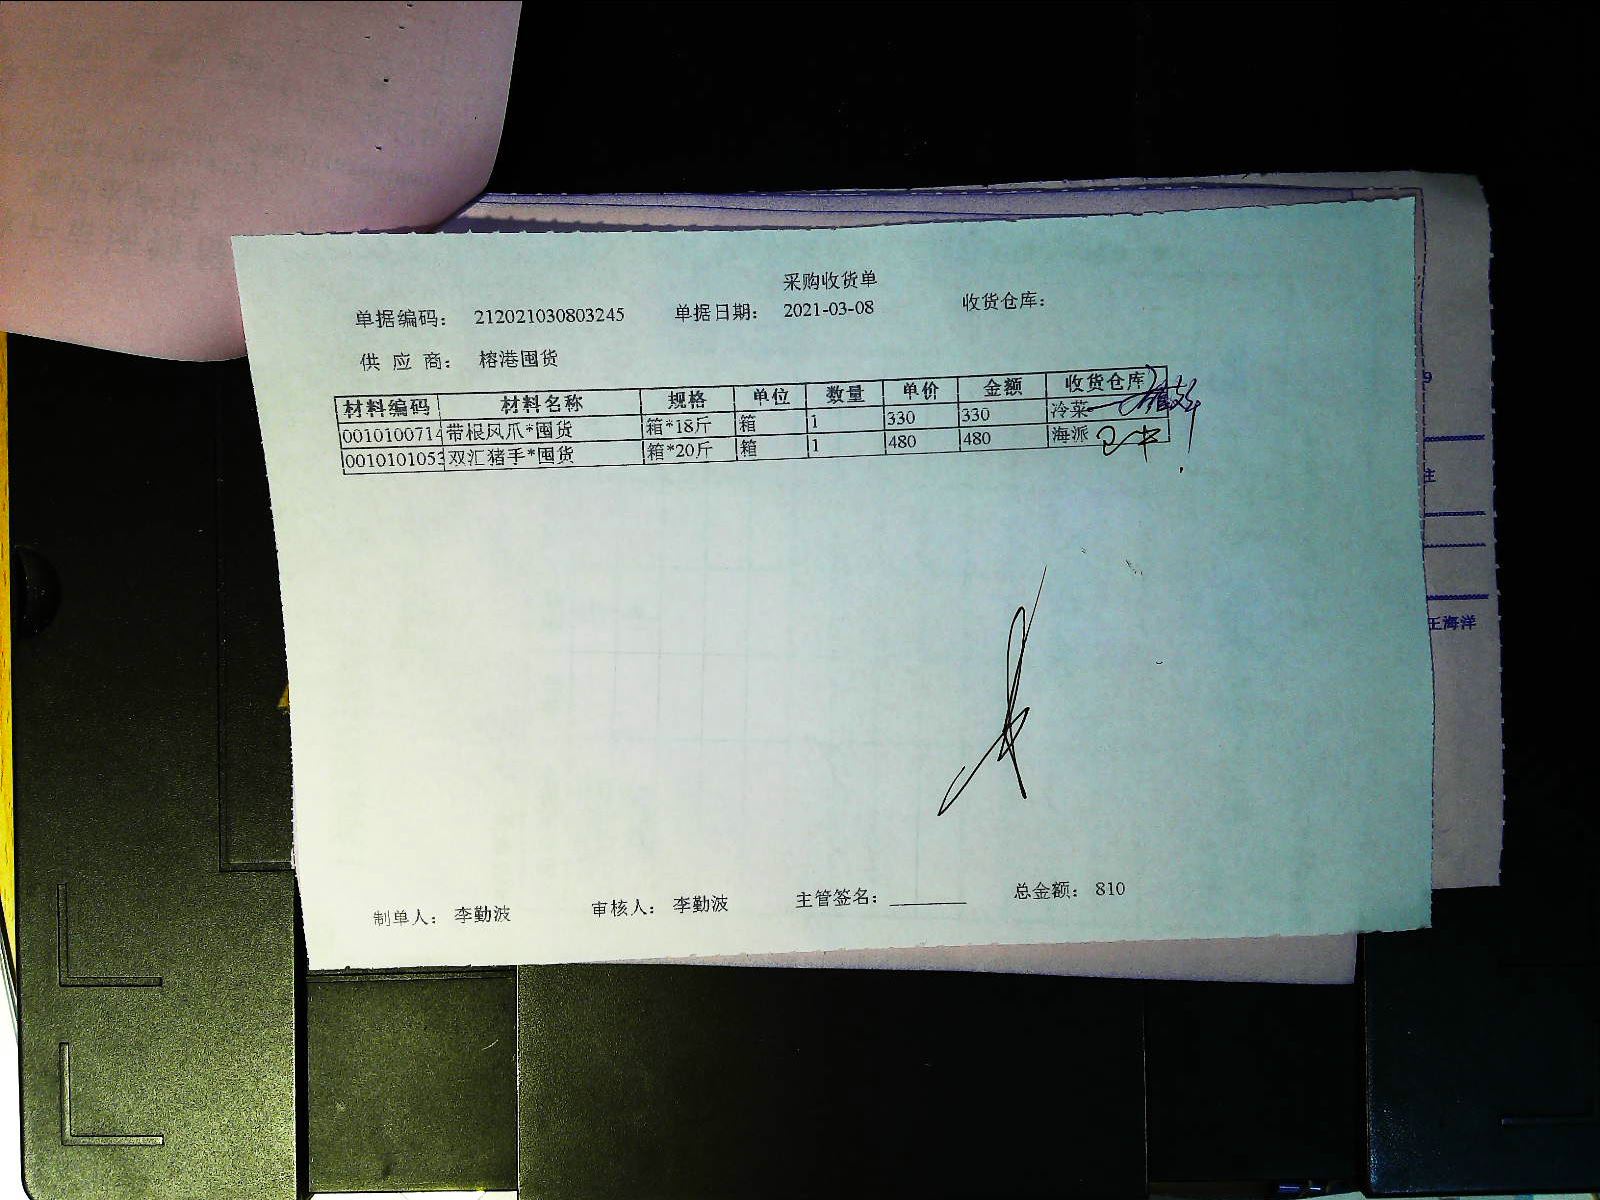 采购收货单
单据编码： 212021030803245 单据日期： 2021-03-08 收货仓库：
供 应 商： 榕港囤货
材料编码 材料名称 规格 单位 数量 单价 金额 收货仓库
0010100714 带根凤爪*囤货 箱*18斤 箱 1 330 330 冷菜
0010101053 双汇猪手*囤货 箱*20斤 箱 1 480 480 海派
制单人： 李勤波 审核人： 李勤波 主管签名： 总金额： 810
9
主
王海洋